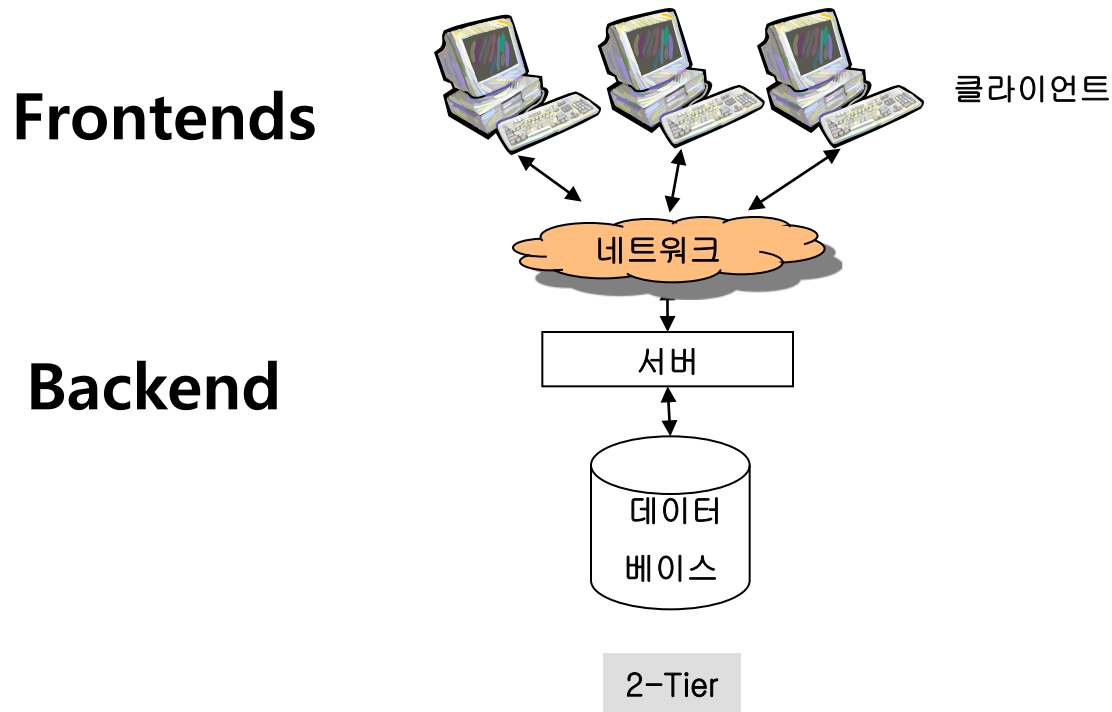 클라이언트
Frontends
네트워크
서버
Backend
데이터
베이스
2-Tier